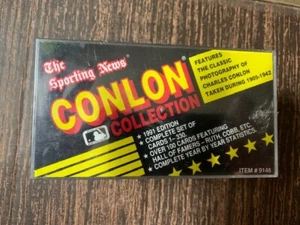 The
Sporting News®
CONLON
COLLECTION
FEATURES
THE CLASSIC
PHOTOGRAPHY OF
CHARLES CONLON
TAKEN DURING 1905-1942
★ 1991 EDITION
★ COMPLETE SET OF
CARDS 1-330.
★ OVER 100 CARDS FEATURING
HALL OF FAMERS - RUTH, COBB, ETC.
★ COMPLETE YEAR BY YEAR STATISTICS.
ITEM # 9148